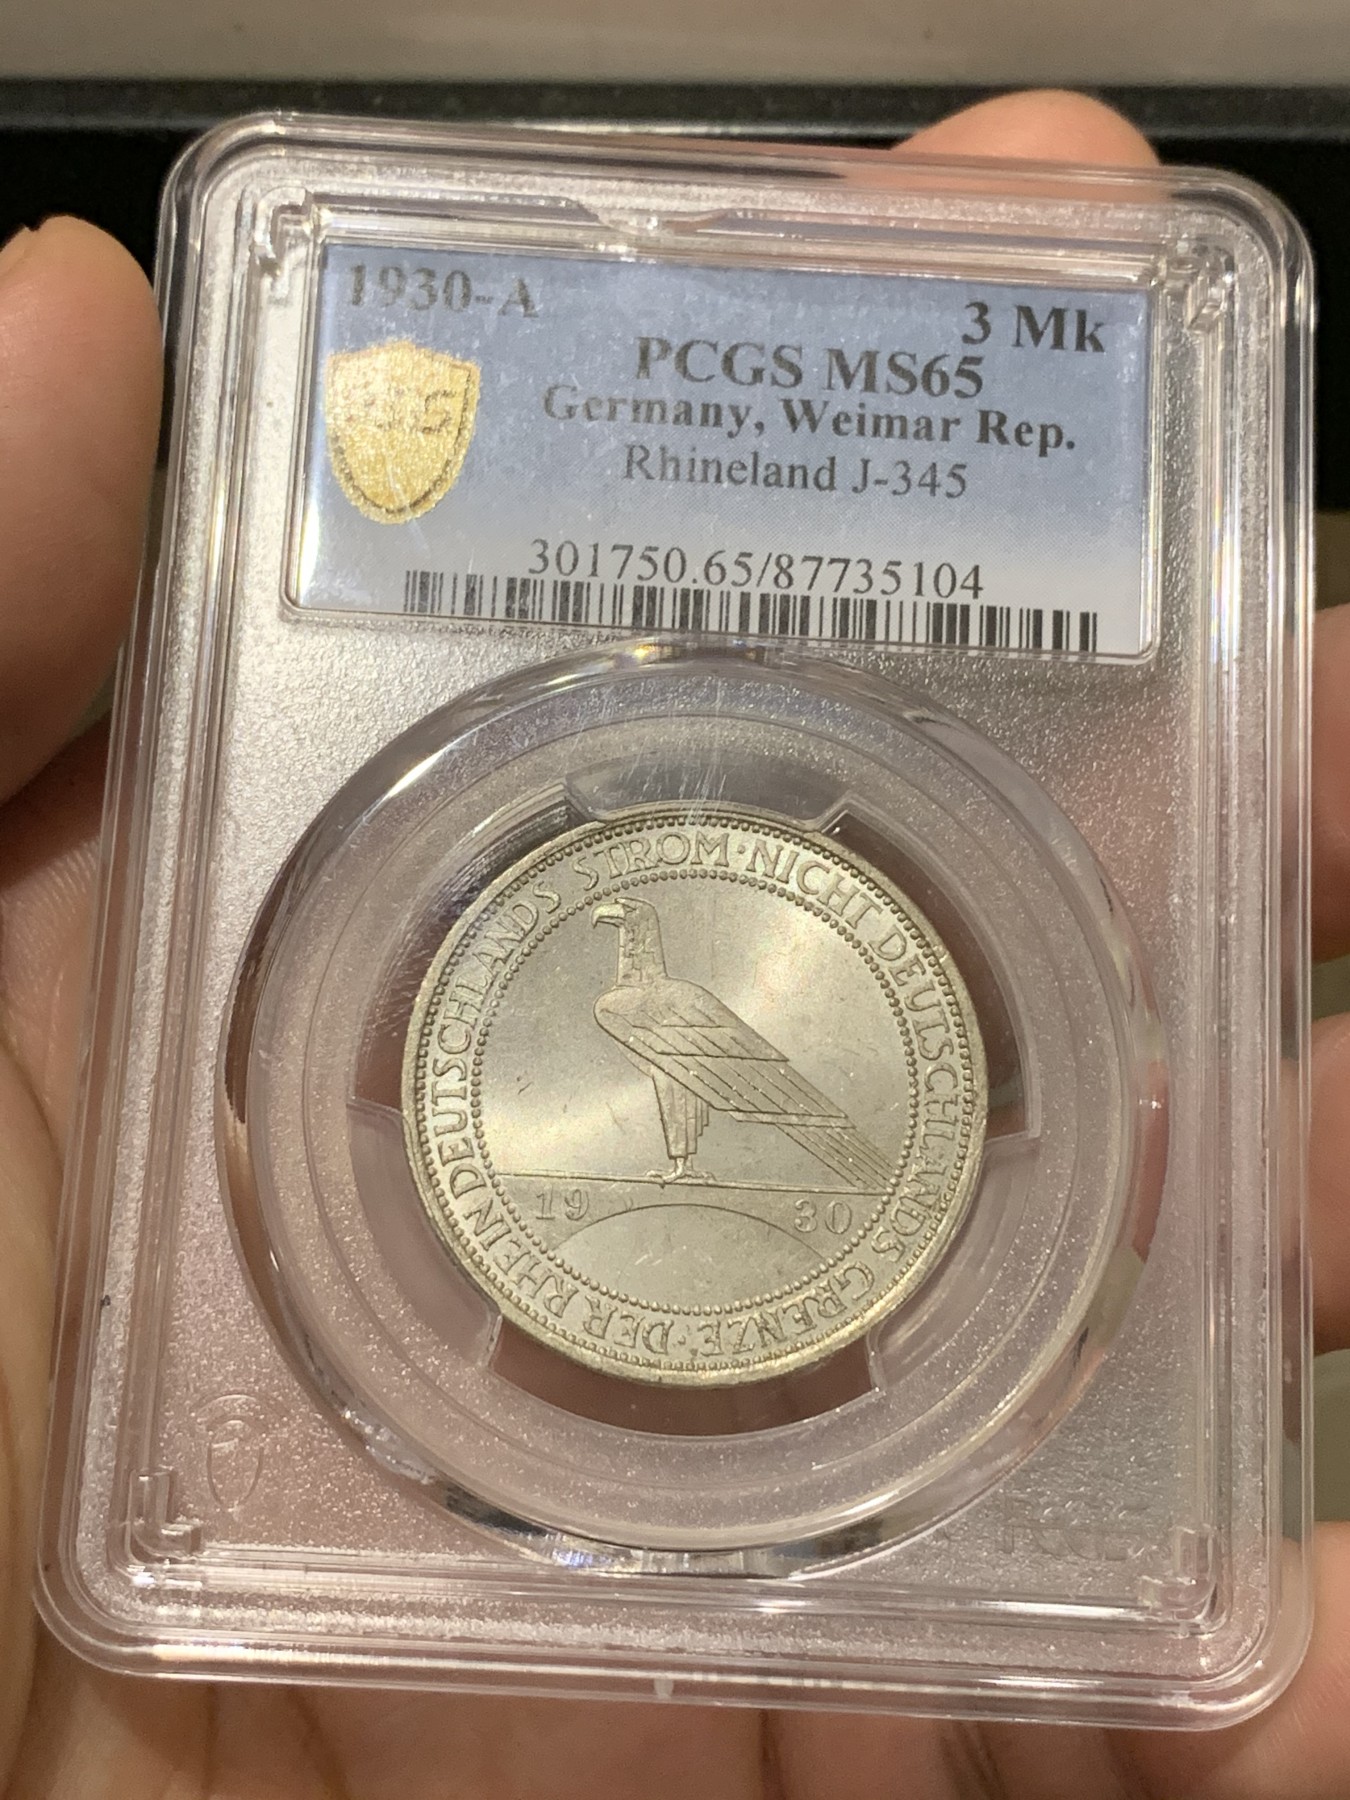 1930-A
3 Mk
PCGS MS65
Germany, Weimar Rep.
Rhineland J-345
301750.65/87735104
DER RHEIN DEUTSCHLANDS STROM·NICHT DEUTSCHLANDS GRENZE·
19 30